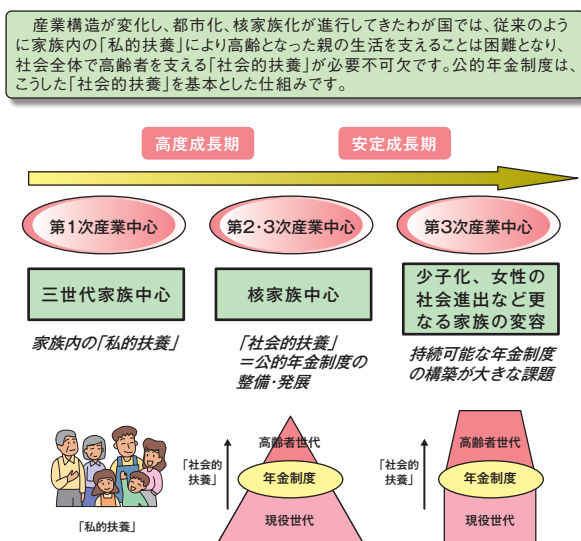 産業構造が変化し、都市化、核家族化が進行してきたわが国では、従来のよう
に家族内の「私的扶養」により高齢となった親の生活を支えることは困難となり、
社会全体で高齢者を支える「社会的扶養」が必要不可欠です。公的年金制度は、
こうした「社会的扶養」を基本とした仕組みです。
高度成長期
安定成長期
第1次産業中心
第2・3次産業中心
第3次産業中心
三世代家族中心
核家族中心
少子化、女性の
社会進出など更
なる家族の変容
家族内の「私的扶養」
「社会的扶養」
＝公的年金制度の
整備・発展
持続可能な年金制度
の構築が大きな課題
「私的扶養」
「社会的
扶養」
高齢者世代
年金制度
現役世代
「社会的
扶養」
高齢者世代
年金制度
現役世代